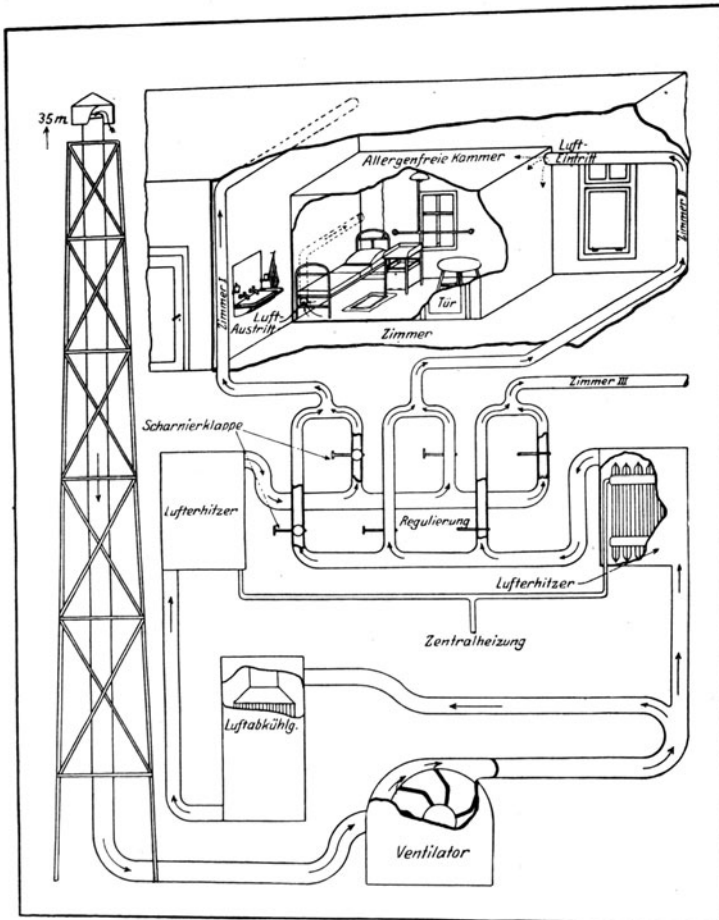 35 m.
Allergenfreie Kammer
Luft-
Eintritt
Zimmer I
Zimmer II
Luft-
Austritt
Tür
Zimmer
Zimmer III
Scharnierklappe
Lufterhitzer
Regulierung
Lufterhitzer
Zentralheizung
Luftabkühlg.
Ventilator